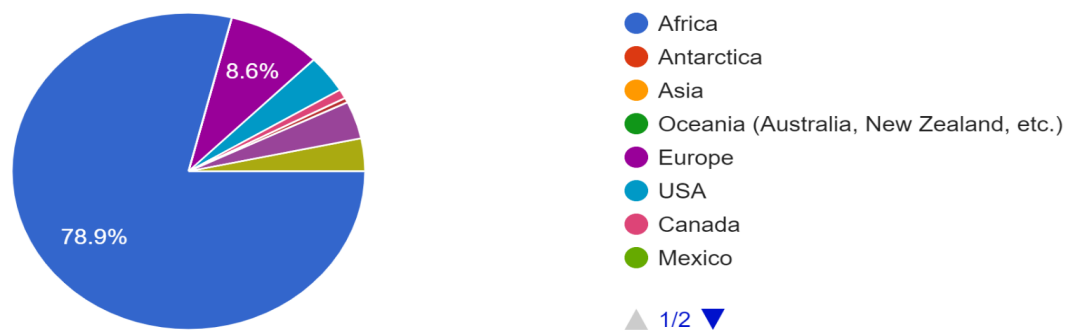 8.6%
78.9%
Africa
Antarctica
Asia
Oceania (Australia, New Zealand, etc.)
Europe
USA
Canada
Mexico
1/2